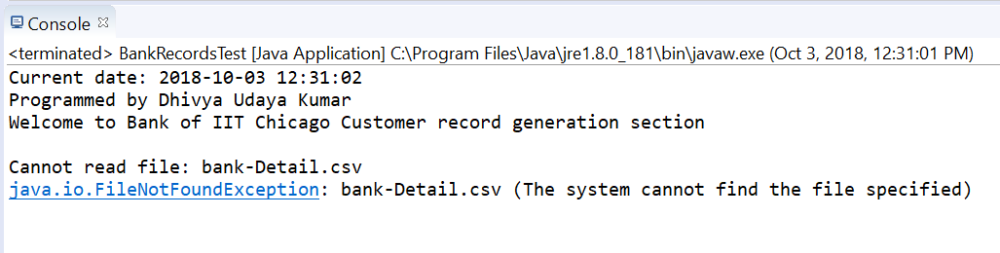 Console
<terminated> BankRecordsTest [Java Application] C:\Program Files\Java\jre1.8.0_181\bin\javaw.exe (Oct 3, 2018, 12:31:01 PM)
Current date: 2018-10-03 12:31:02
Programmed by Dhivya Udaya Kumar
Welcome to Bank of IIT Chicago Customer record generation section
Cannot read file: bank-Detail.csv
java.io.FileNotFoundException: bank-Detail.csv (The system cannot find the file specified)